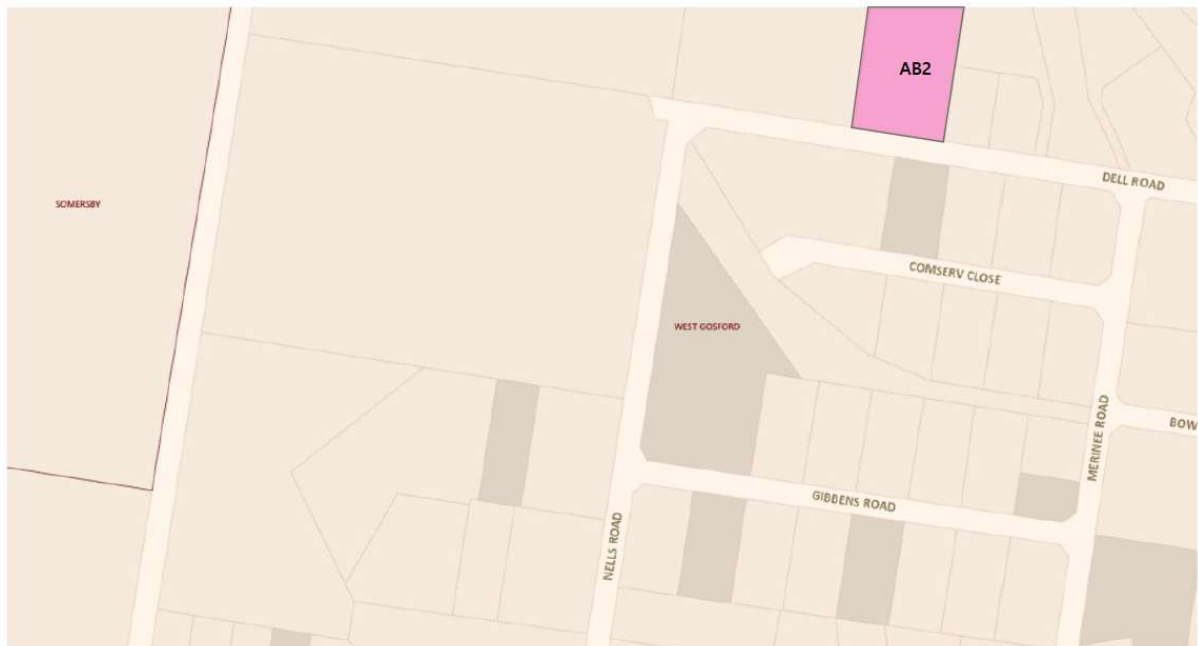 AB2
DELL ROAD
SOMERSBY
COMSERV CLOSE
WEST GOSFORD
BOW
MERINEE ROAD
GIBBENS ROAD
NELLS ROAD